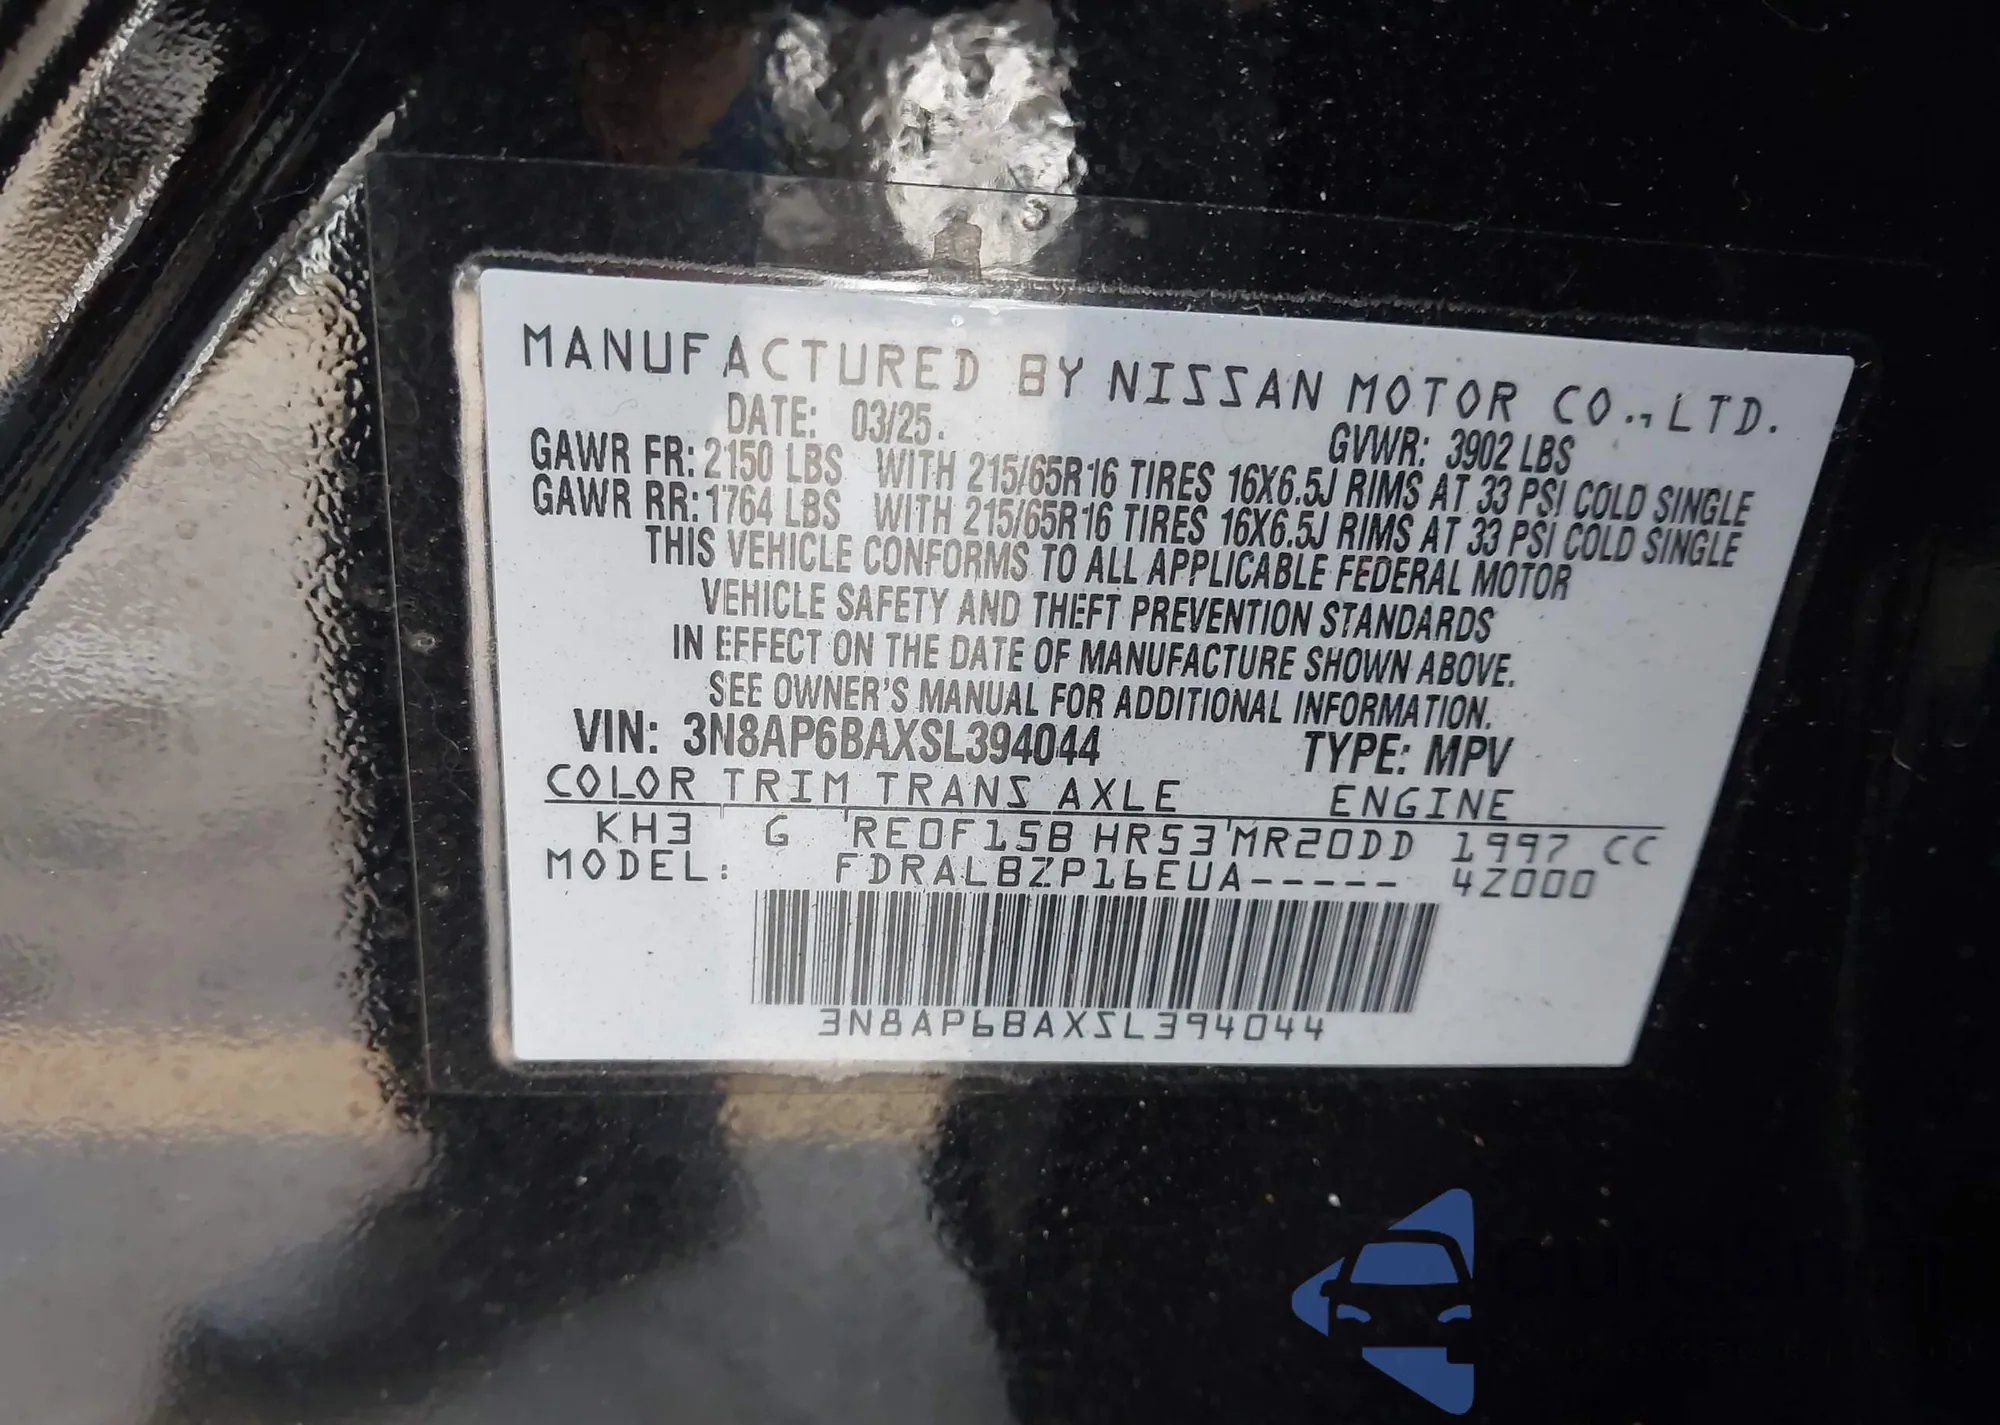 MANUFACTURED BY NISSAN MOTOR CO., LTD.
DATE: 03/25. GVWR: 3902 LBS
GAWR FR: 2150 LBS WITH 215/65R16 TIRES 16X6.5J RIMS AT 33 PSI COLD SINGLE
GAWR RR: 1764 LBS WITH 215/65R16 TIRES 16X6.5J RIMS AT 33 PSI COLD SINGLE
THIS VEHICLE CONFORMS TO ALL APPLICABLE FEDERAL MOTOR
VEHICLE SAFETY AND THEFT PREVENTION STANDARDS
IN EFFECT ON THE DATE OF MANUFACTURE SHOWN ABOVE.
SEE OWNER'S MANUAL FOR ADDITIONAL INFORMATION.
VIN: 3N8AP6BAXSL394044 TYPE: MPV
COLOR TRIM TRANS AXLE ENGINE
KH3 G RE0F15B HR53 MR20DD 1997 CC
MODEL: FDRALBZP16EUA----- 4Z000
3N8AP6BAXSL394044